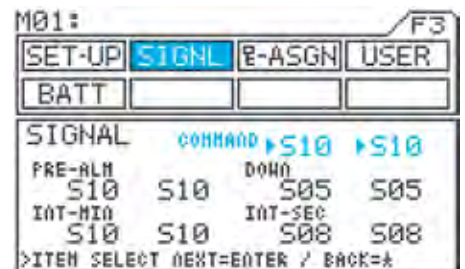 M01: F3
SET-UP SIGNL E-ASGN USER
BATT
SIGNAL COMMAND ▶S10 ▶S10
PRE-ALM DOWN
S10 S10 S05 S05
INT-MIN INT-SEC
S10 S10 S08 S08
>ITEM SELECT NEXT=ENTER / BACK=